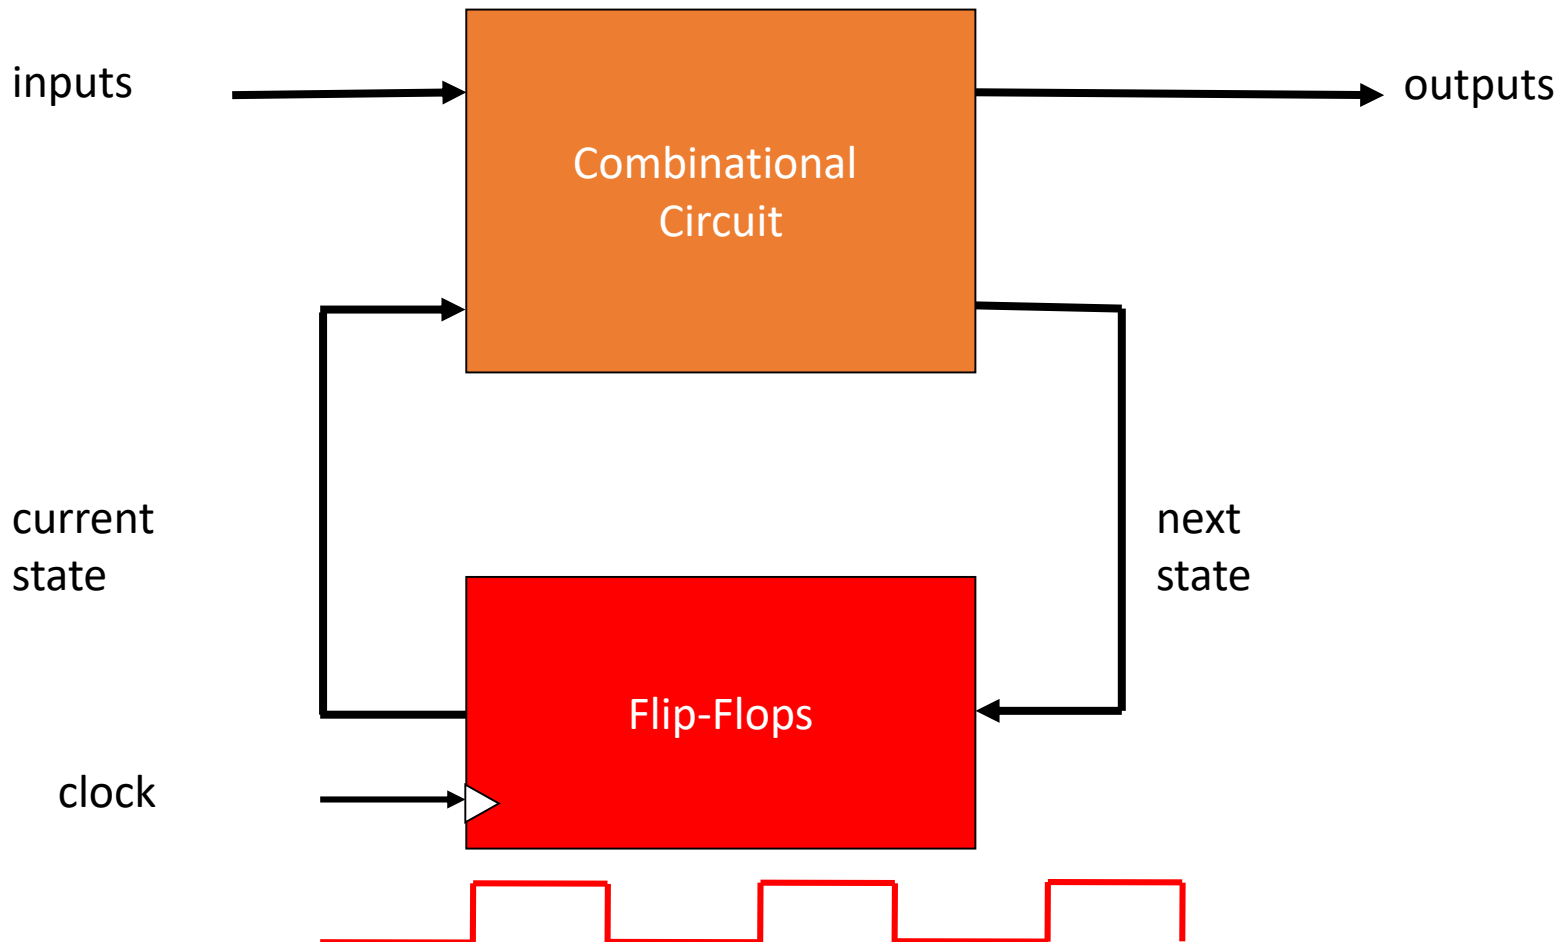 inputs
outputs
Combinational
Circuit
current
state
next
state
Flip-Flops
clock